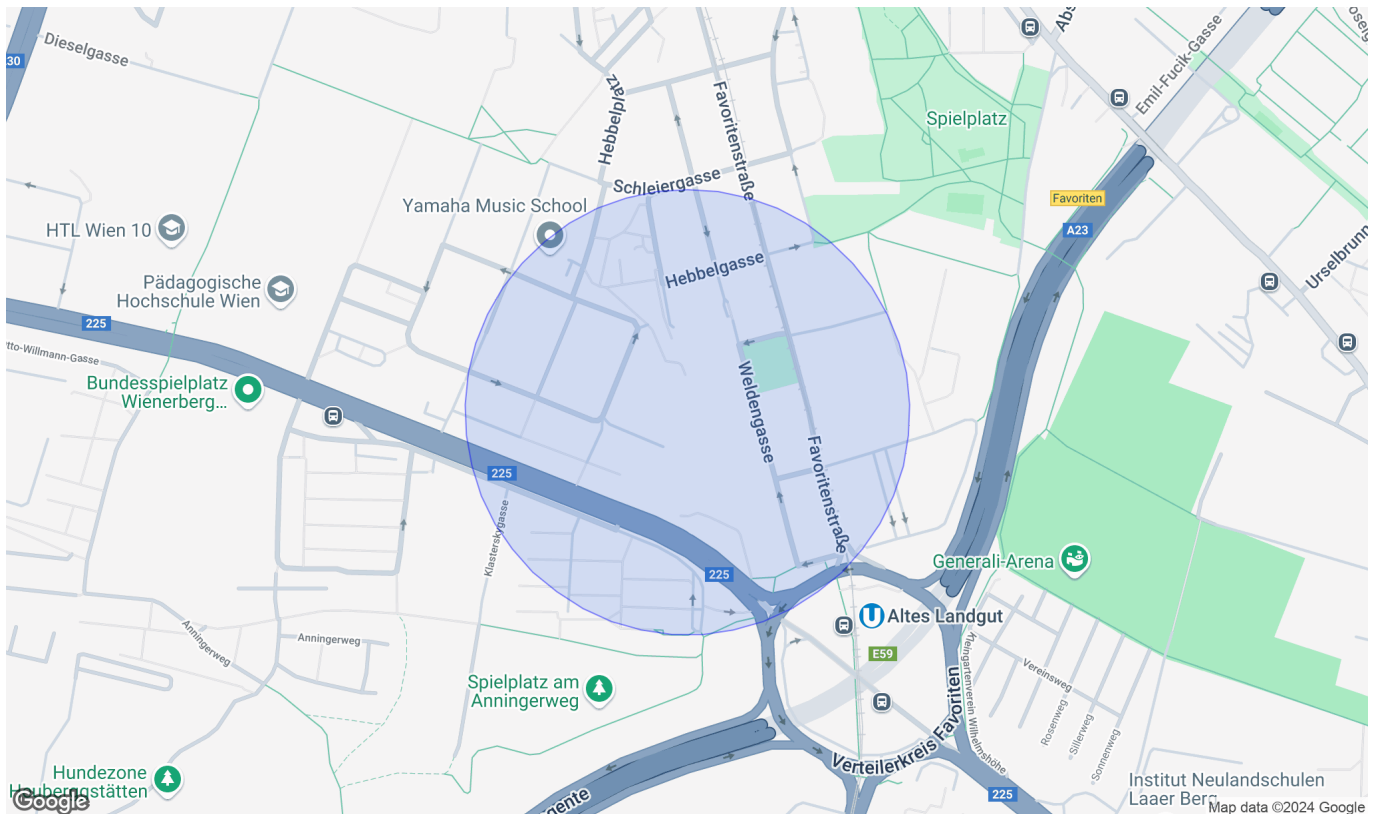 Dieselgasse
30
Hebbelplatz
Favoritenstraße
Emil-Fucik-Gasse
Spielplatz
Schleiergasse
Yamaha Music School
Favoriten
A23
HTL Wien 10
Pädagogische
Hochschule Wien
Hebbelgasse
225
Bundesspielplatz
Wienerberg...
Weldengasse
Favoritenstraße
225
Klasterskygasse
225
Generali-Arena
U
Altes Landgut
E59
Anningerweg
Anningerweg
Spielplatz am
Anningerweg
Vereinsweg
Rosenweg
Sillerweg
Sonnenweg
Kleingartenverein Wilhelmshöhe
Verteilerkreis Favoriten
Hundezone
225
Institut Neulandschulen
Laaer Berg
Google
Map data ©2024 Google